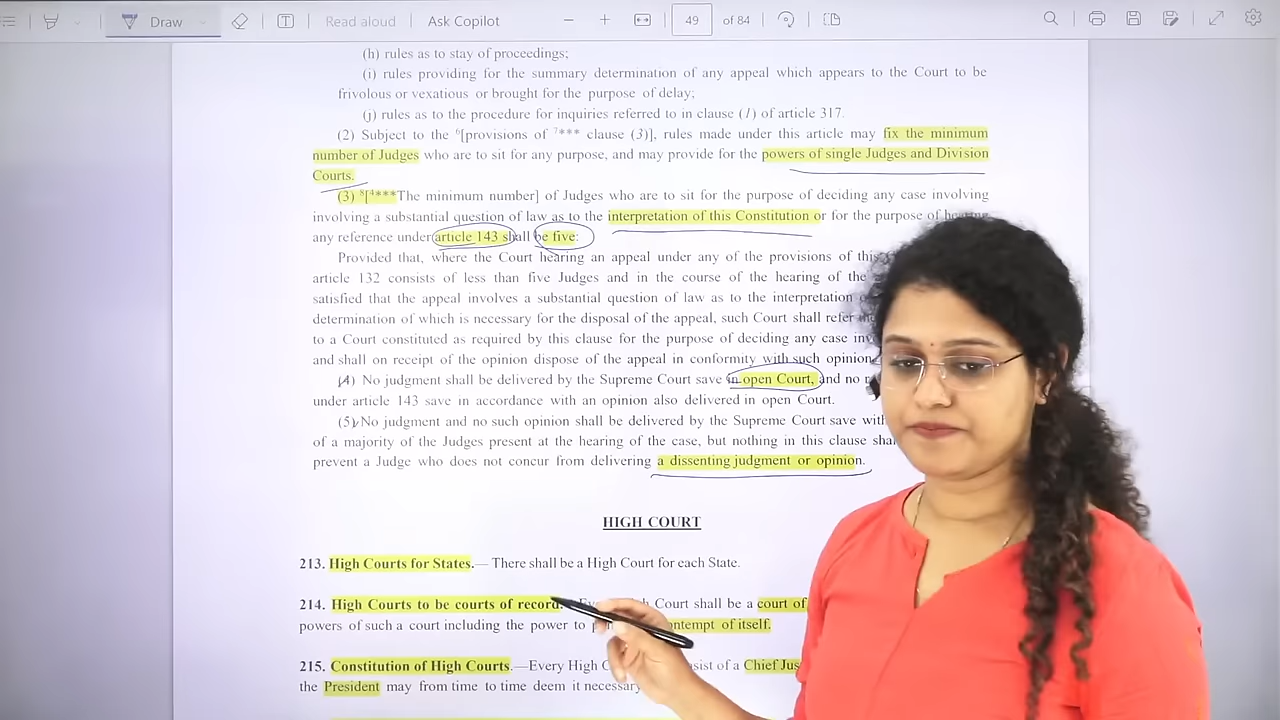 Draw
Read aloud
Ask Copilot
49 of 84
(h) rules as to stay of proceedings;
(i) rules providing for the summary determination of any appeal which appears to the Court to be
frivolous or vexatious or brought for the purpose of delay;
(j) rules as to the procedure for inquiries referred to in clause (1) of article 317.
(2) Subject to the 6[provisions of 7*** clause (3)], rules made under this article may fix the minimum
number of Judges who are to sit for any purpose, and may provide for the powers of single Judges and Division
Courts.
(3) 8[4***The minimum number] of Judges who are to sit for the purpose of deciding any case involving
involving a substantial question of law as to the interpretation of this Constitution or for the purpose of hearing
any reference under article 143 shall be five:
Provided that, where the Court hearing an appeal under any of the provisions of this
article 132 consists of less than five Judges and in the course of the hearing of the
satisfied that the appeal involves a substantial question of law as to the interpretation
determination of which is necessary for the disposal of the appeal, such Court shall refer
to a Court constituted as required by this clause for the purpose of deciding any case
and shall on receipt of the opinion dispose of the appeal in conformity with such opinion
(4) No judgment shall be delivered by the Supreme Court save in open Court, and no
under article 143 save in accordance with an opinion also delivered in open Court.
(5) No judgment and no such opinion shall be delivered by the Supreme Court save with
of a majority of the Judges present at the hearing of the case, but nothing in this clause
prevent a Judge who does not concur from delivering a dissenting judgment or opinion.
HIGH COURT
213. High Courts for States.— There shall be a High Court for each State.
214. High Courts to be courts of record. Court shall be a court of
powers of such a court including the power to contempt of itself.
215. Constitution of High Courts.—Every High of a Chief
the President may from time to time deem it necessary